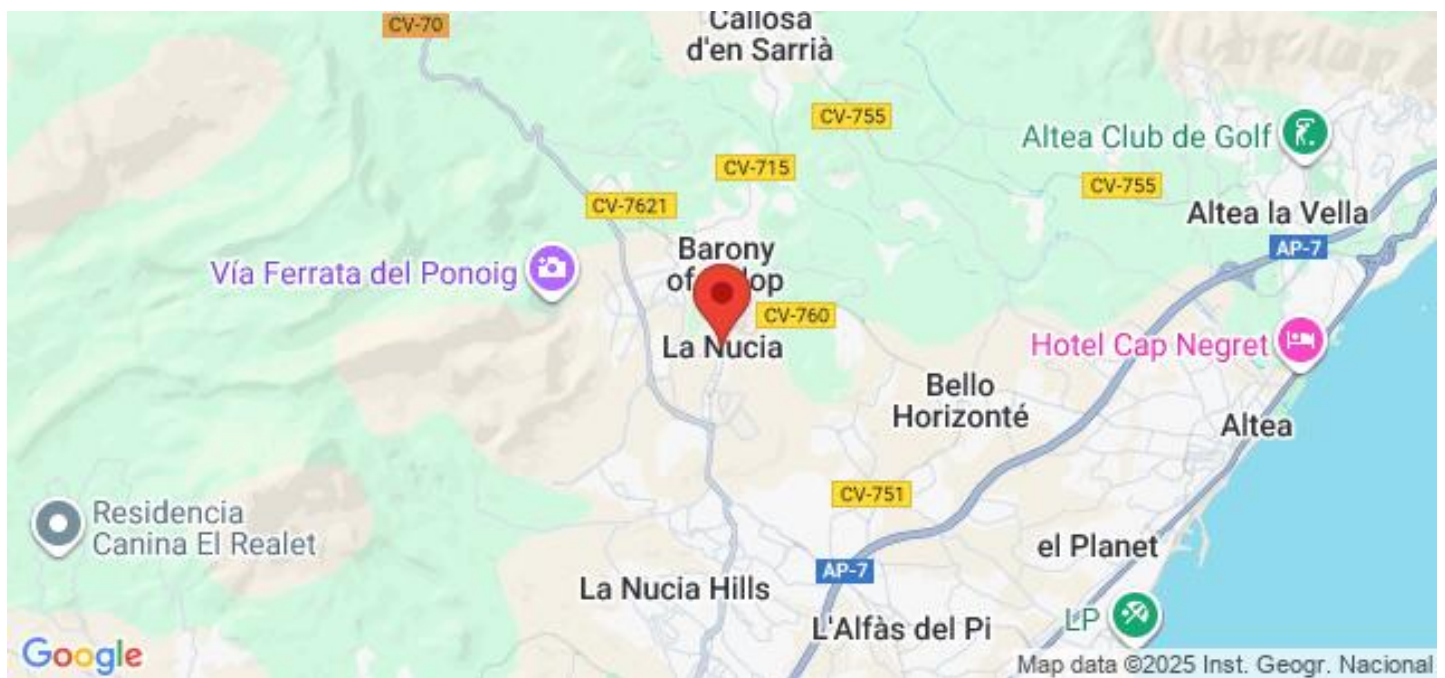 CV-70
Callosa
d'en Sarrià
CV-755
Altea Club de Golf
CV-715
CV-755
CV-7621
Altea la Vella
Barony
AP-7
Vía Ferrata del Ponoig
CV-760
La Nucia
Hotel Cap Negret
Bello
Horizonté
Altea
CV-751
Residencia
Canina El Realet
el Planet
AP-7
La Nucia Hills
L'Alfàs del Pi
LP
Google
Map data ©2025 Inst. Geogr. Nacional